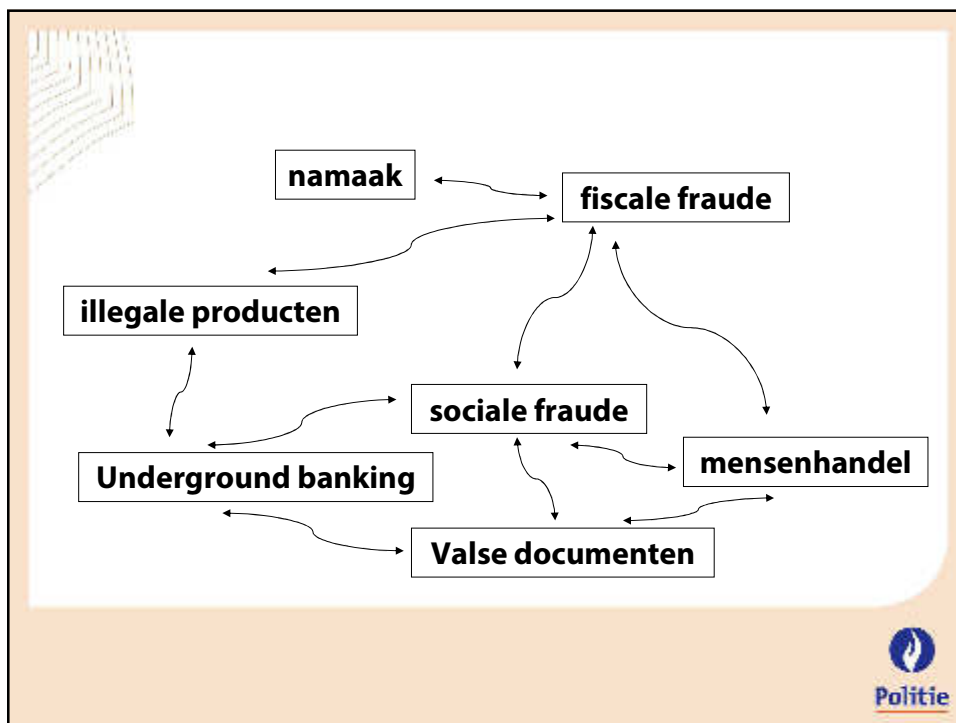 namaak
fiscale fraude
illegale producten
sociale fraude
mensenhandel
Underground banking
Valse documenten
Politie